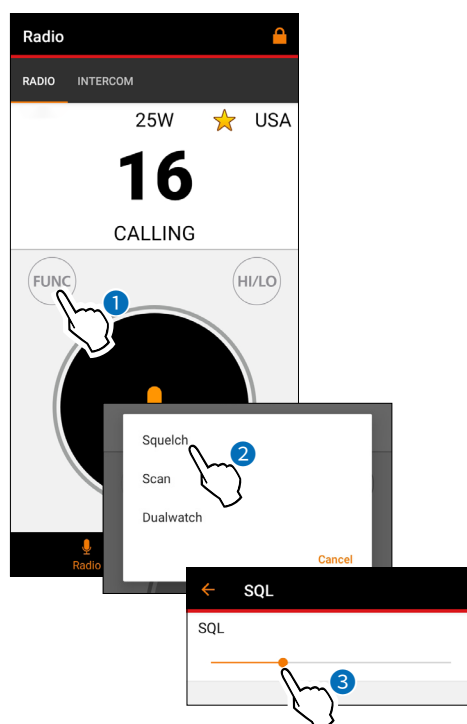 Radio
RADIO INTERCOM
25W USA
16
CALLING
FUNC HI/LO
1
Squelch
2
Scan
Dualwatch
Cancel
Radio
SQL
SQL
3